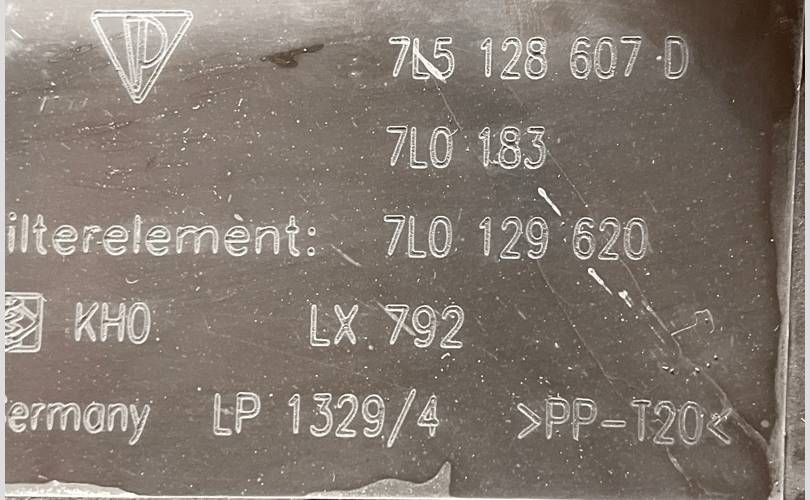 7L5 128 607 D
7L0 183
ilterelement: 7L0 129 620
KHO LX 792
ermany LP 1329/4 >PP-T20<